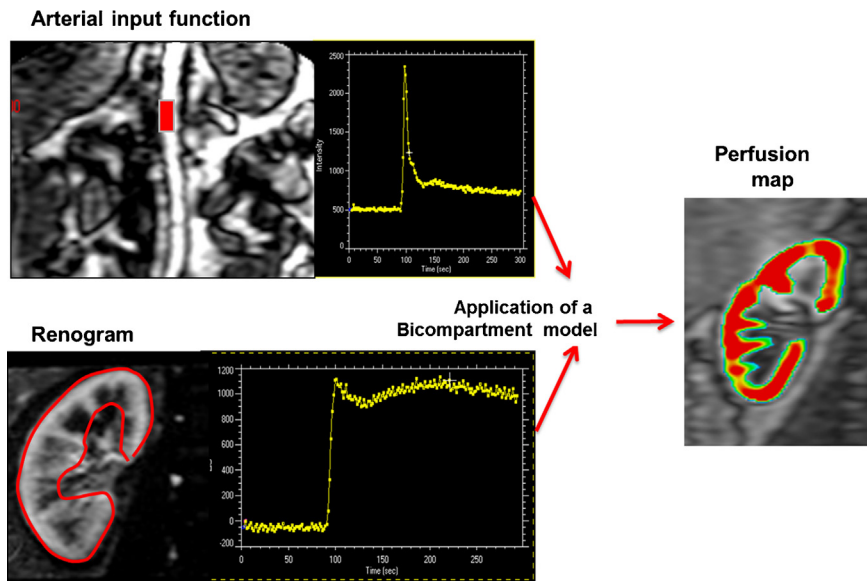 Arterial input function
2500
2000
1500
1000
500
0
Intensity
0 50 100 150 200 250 300
Time (sec)
Perfusion
map
Application of a
Bicompartment model
Renogram
1200
1000
800
600
400
200
0
-200
0 50 100 150 200 250
Time (sec)